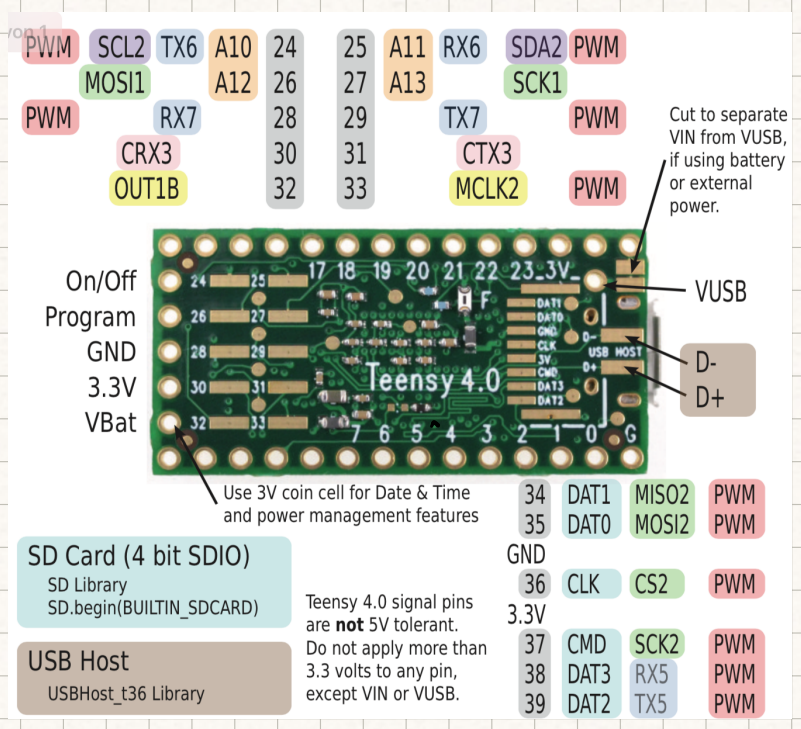 von 1
PWM SCL2 TX6 A10 24 25 A11 RX6 SDA2 PWM
MOSI1 A12 26 27 A13 SCK1
PWM RX7 28 29 TX7 PWM
CRX3 30 31 CTX3
OUT1B 32 33 MCLK2 PWM
Cut to separate
VIN from VUSB,
if using battery
or external
power.
17 18 19 20 21 22 23 3V
On/Off
Program
GND
3.3V
VBat
24 25
26 27
28 29
30 31
32 33
F
DAT1
DAT0
GND
CLK
3V
CMD
DAT3
DAT2
D-
USB HOST
D+
Teensy 4.0
7 6 5 4 3 2 1 0 G
VUSB
D-
D+
Use 3V coin cell for Date & Time
and power management features
SD Card (4 bit SDIO)
SD Library
SD.begin(BUILTIN_SDCARD)
USB Host
USBHost_t36 Library
Teensy 4.0 signal pins
are not 5V tolerant.
Do not apply more than
3.3 volts to any pin,
except VIN or VUSB.
34 DAT1 MISO2 PWM
35 DAT0 MOSI2 PWM
GND
36 CLK CS2 PWM
3.3V
37 CMD SCK2 PWM
38 DAT3 RX5 PWM
39 DAT2 TX5 PWM